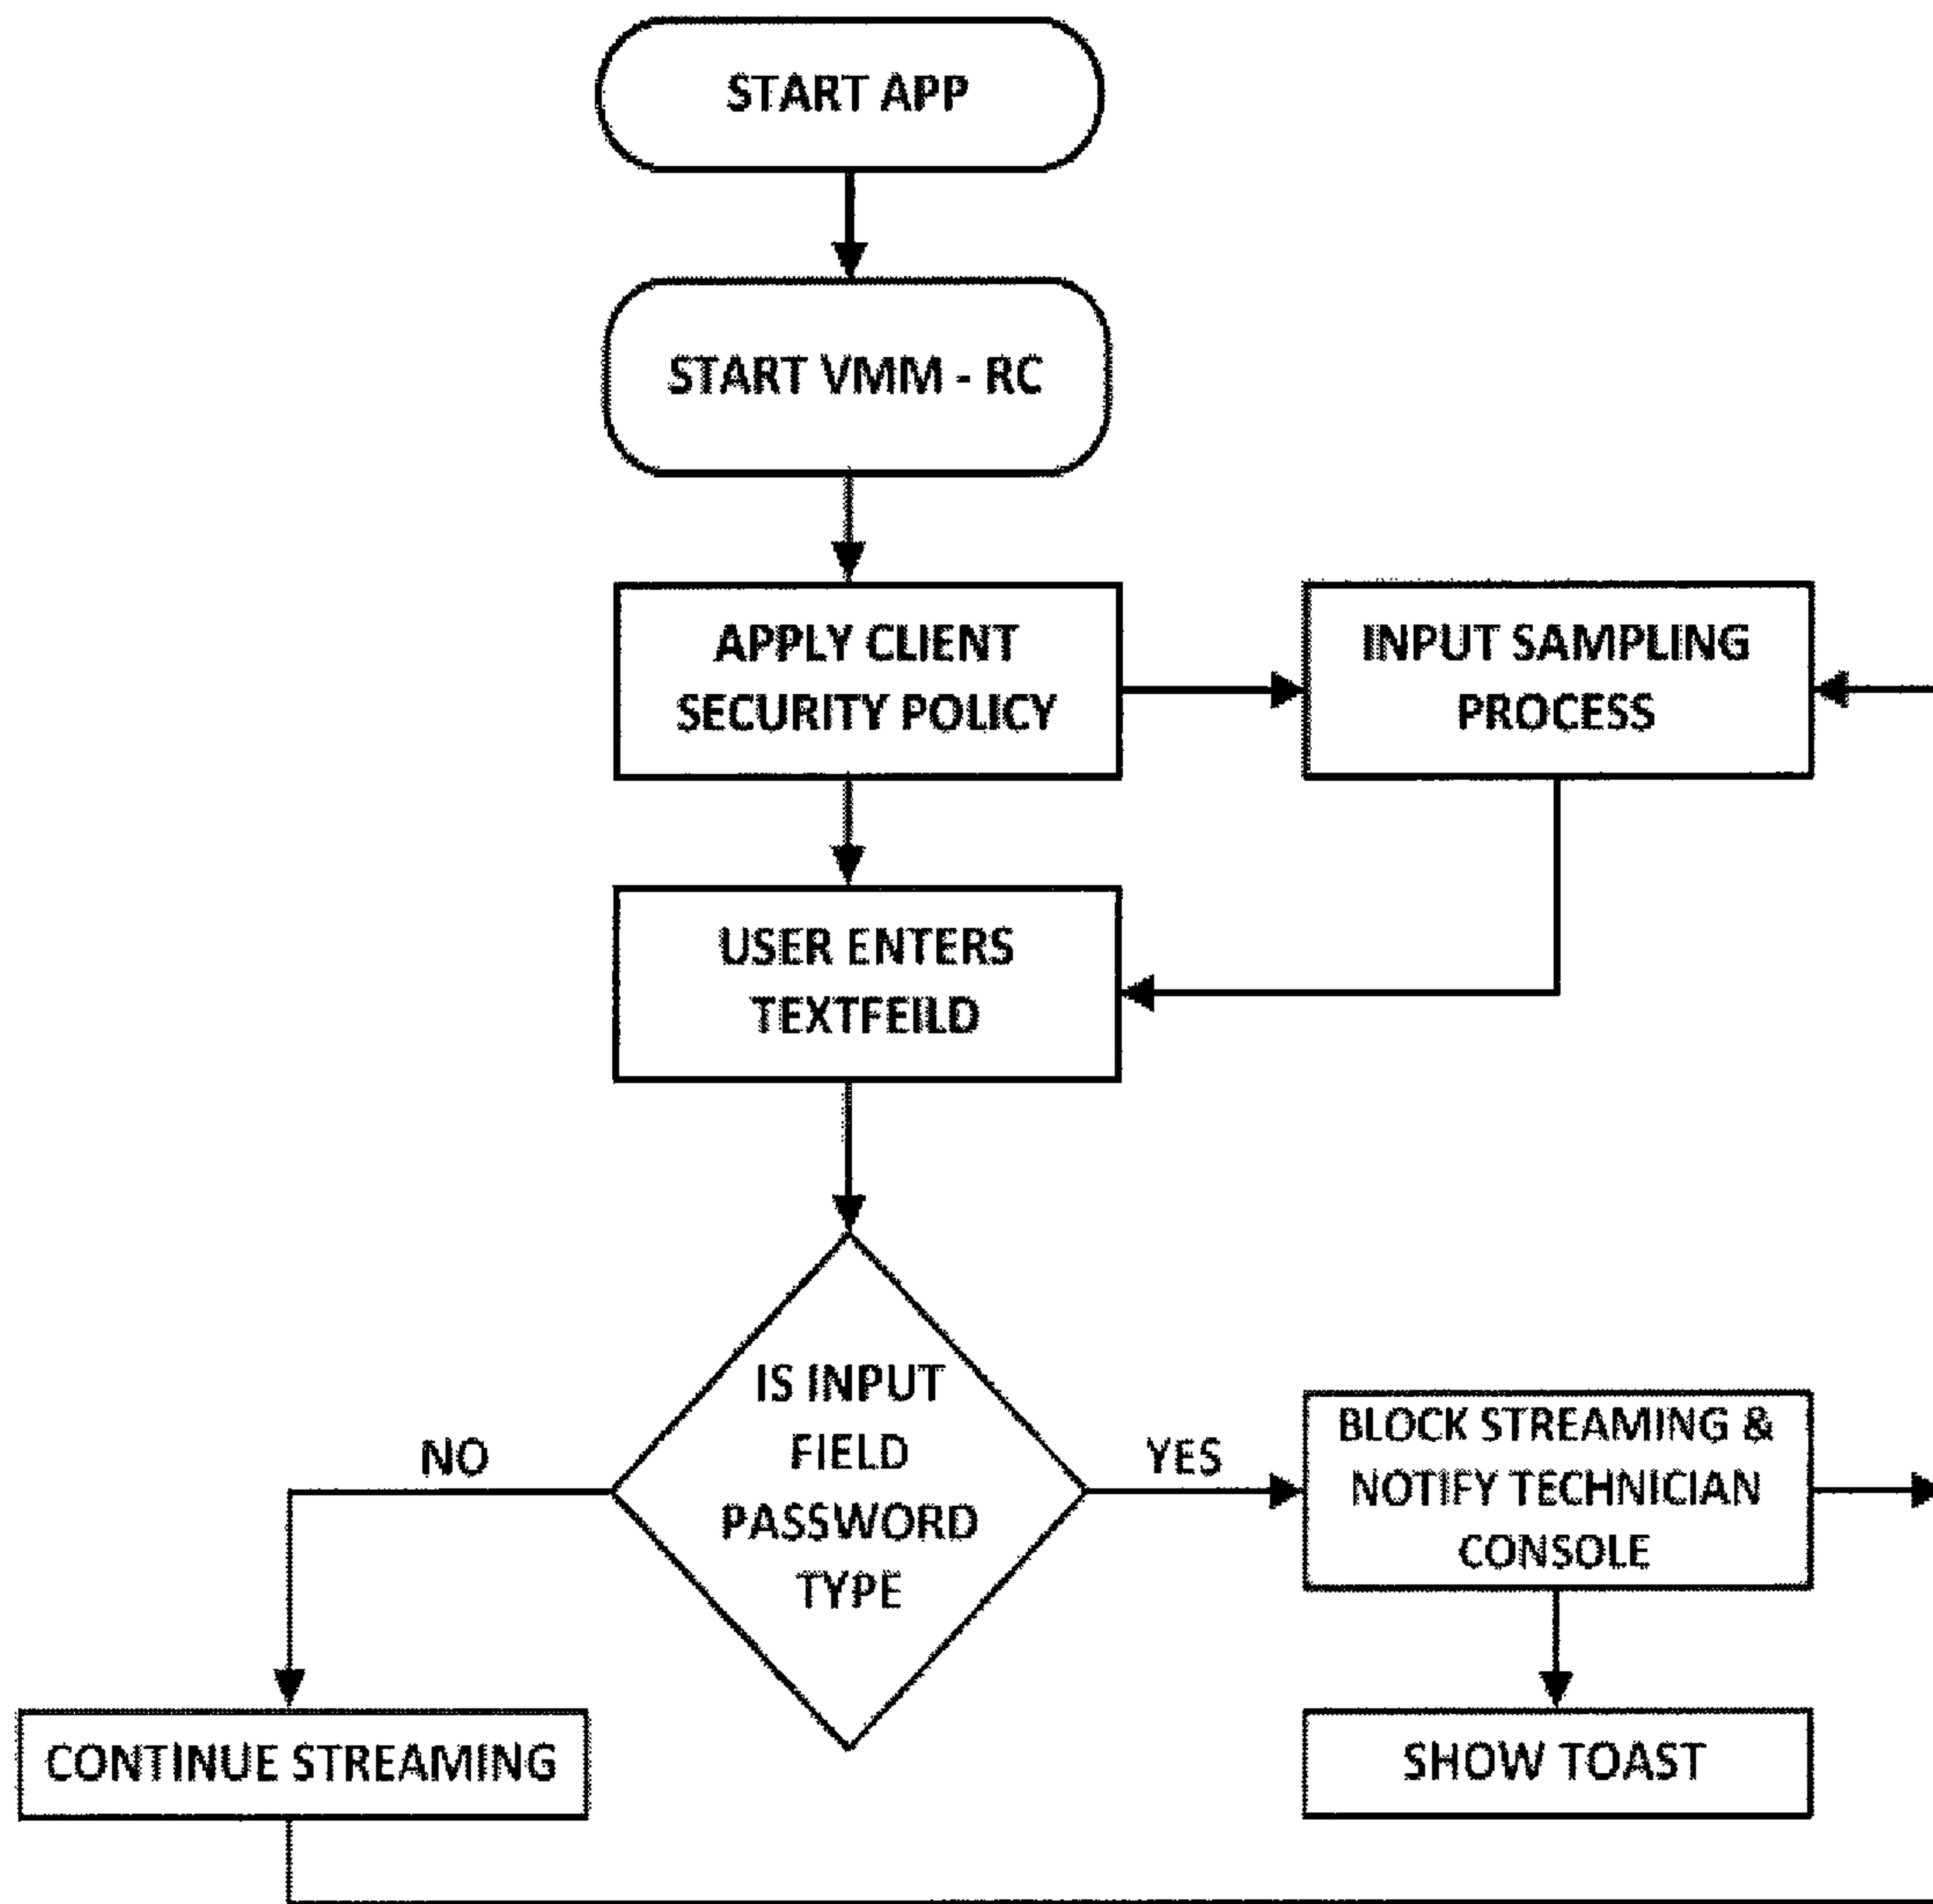 START APP
START VMM - RC
APPLY CLIENT
SECURITY POLICY
INPUT SAMPLING
PROCESS
USER ENTERS
TEXTFEILD
IS INPUT
FIELD
PASSWORD
TYPE
NO
YES
BLOCK STREAMING &
NOTIFY TECHNICIAN
CONSOLE
CONTINUE STREAMING
SHOW TOAST